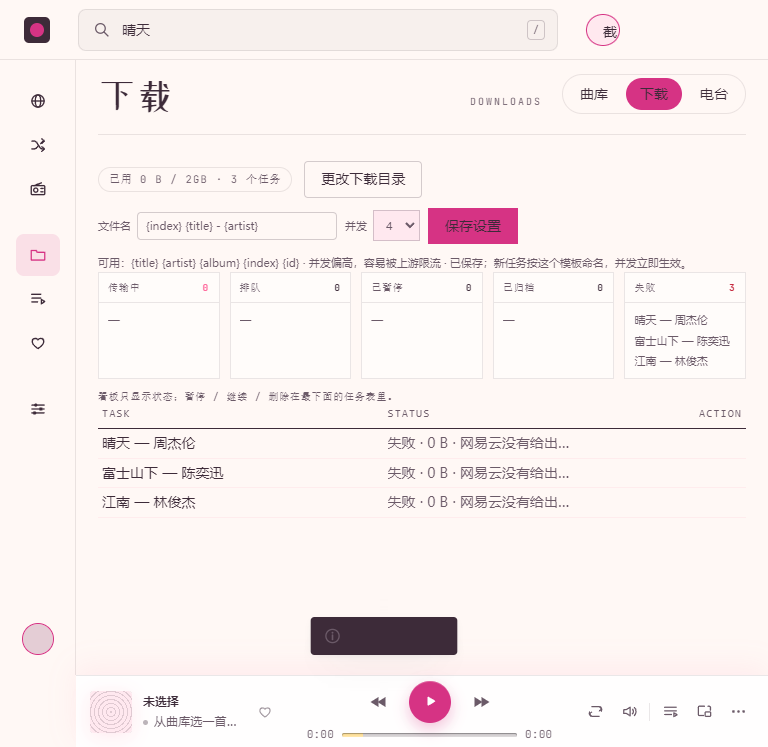 晴天
/
截
下载
DOWNLOADS
曲库
下载
电台
已用 0 B / 2GB · 3 个任务
更改下载目录
文件名
{index} {title} - {artist}
并发
4
保存设置
可用：{title} {artist} {album} {index} {id} · 并发偏高，容易被上游限流 · 已保存；新任务按这个模板命名，并发立即生效。
传输中 0
排队 0
已暂停 0
已归档 0
失败 3
—
—
—
—
晴天 — 周杰伦
富士山下 — 陈奕迅
江南 — 林俊杰
看板只显示状态；暂停 / 继续 / 删除在最下面的任务表里。
TASK STATUS ACTION
晴天 — 周杰伦 失败 · 0 B · 网易云没有给出...
富士山下 — 陈奕迅 失败 · 0 B · 网易云没有给出...
江南 — 林俊杰 失败 · 0 B · 网易云没有给出...
未选择
从曲库选一首...
0:00
0:00